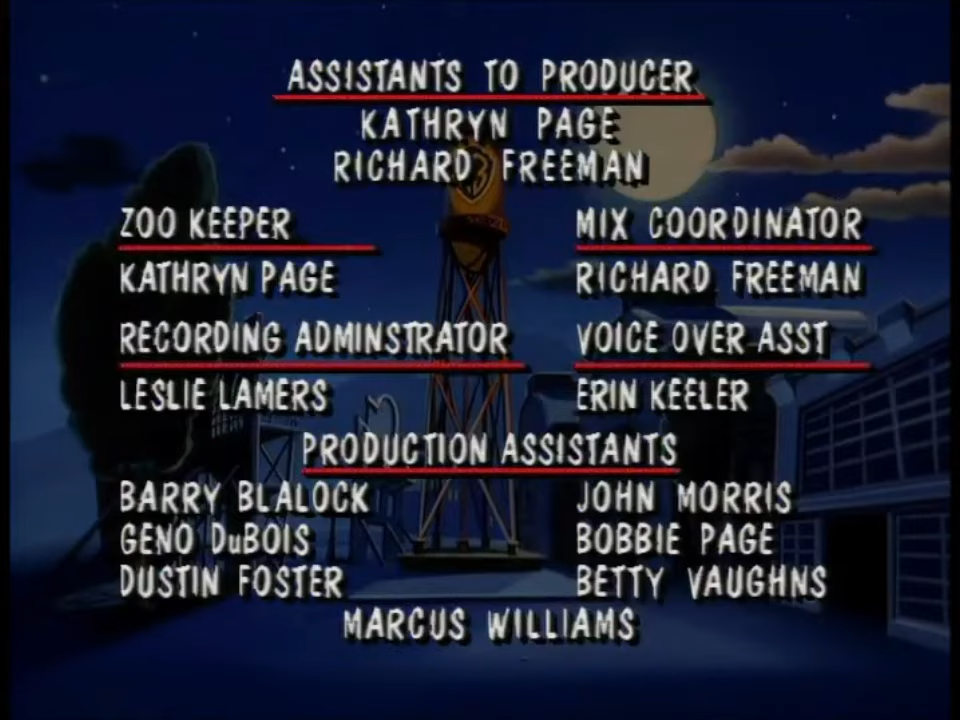 ASSISTANTS TO PRODUCER
KATHRYN PAGE
RICHARD FREEMAN
ZOO KEEPER
KATHRYN PAGE
MIX COORDINATOR
RICHARD FREEMAN
RECORDING ADMINSTRATOR
LESLIE LAMERS
VOICE OVER ASST
ERIN KEELER
PRODUCTION ASSISTANTS
BARRY BLALOCK
GENO DuBOIS
DUSTIN FOSTER
JOHN MORRIS
BOBBIE PAGE
BETTY VAUGHNS
MARCUS WILLIAMS